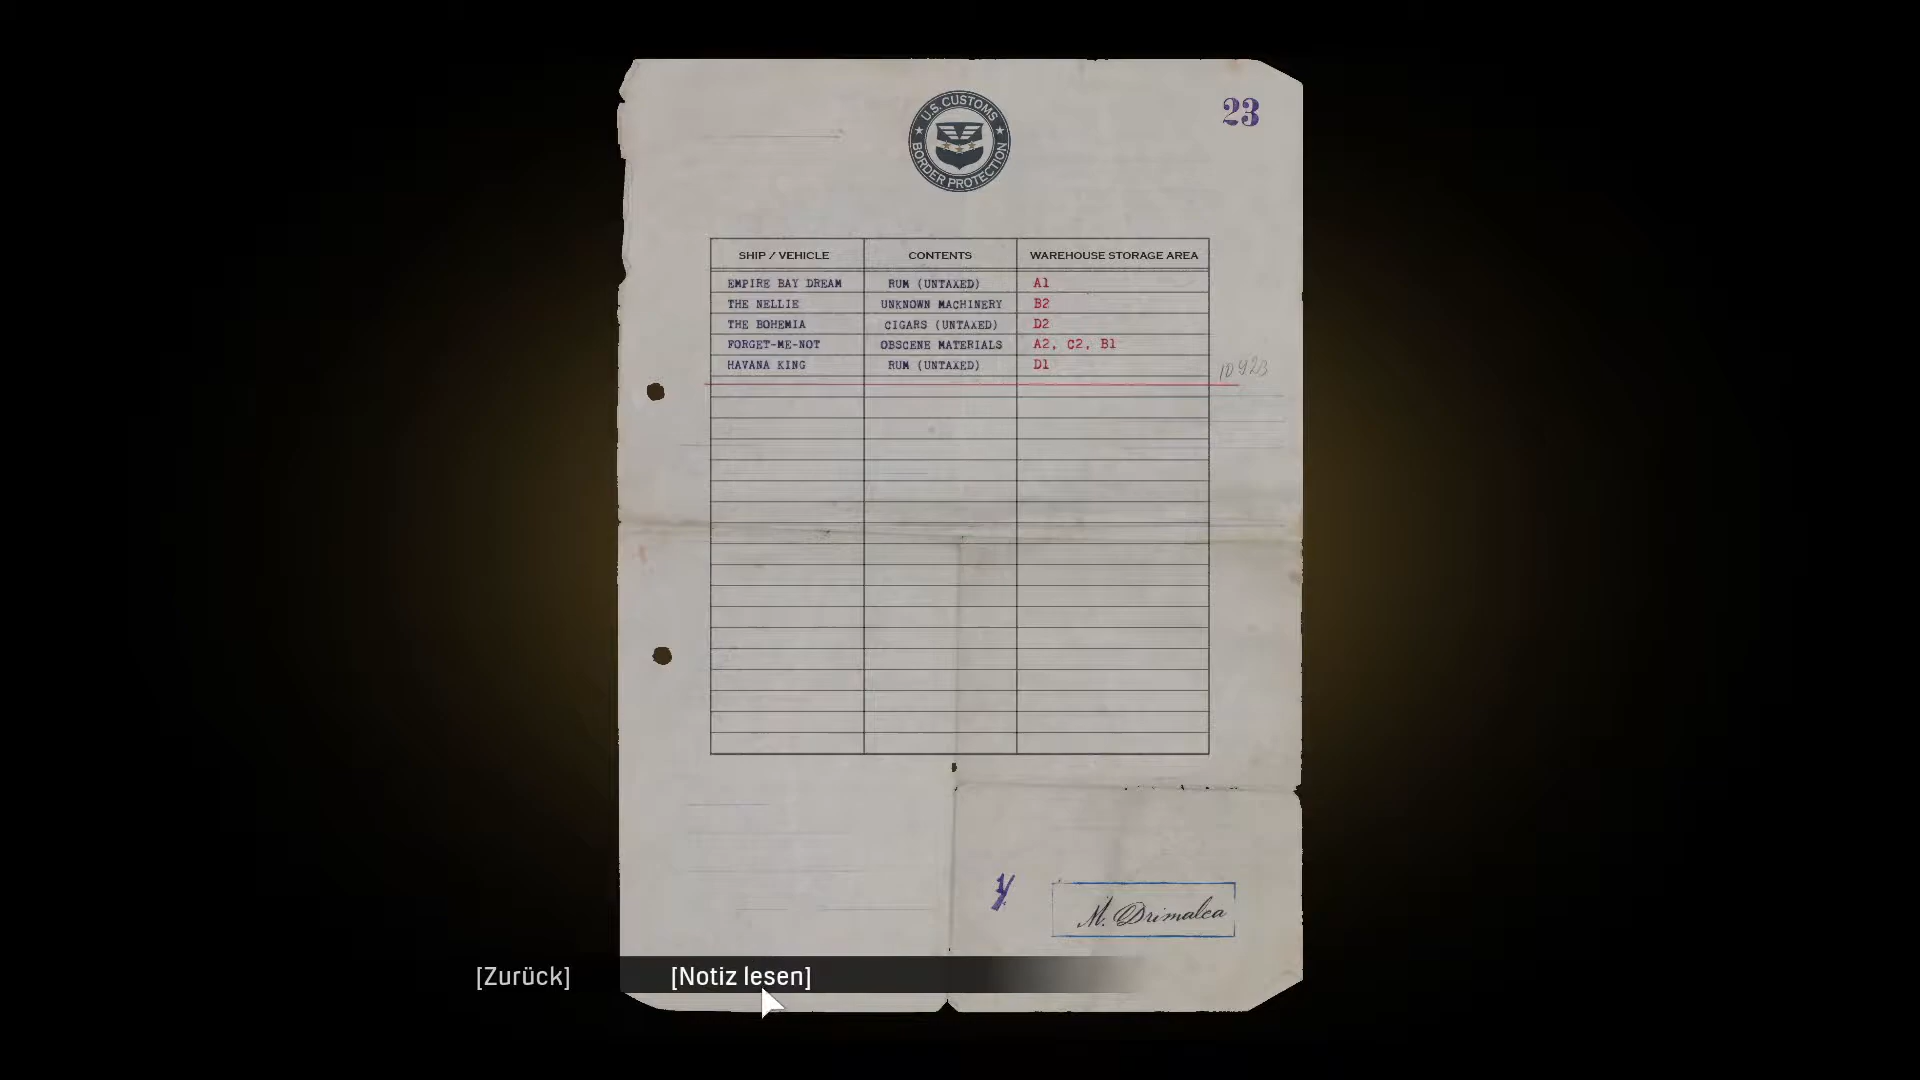 U.S. CUSTOMS
BORDER PROTECTION
23
SHIP / VEHICLE CONTENTS WAREHOUSE STORAGE AREA
EMPIRE BAY DREAM RUM (UNTAXED) A1
THE NELLIE UNKNOWN MACHINERY B2
THE BOHEMIA CIGARS (UNTAXED) D2
FORGET-ME-NOT OBSCENE MATERIALS A2, C2, B1
HAVANA KING RUM (UNTAXED) D1
10923
M. Drimalca
[Zurück] [Notiz lesen]